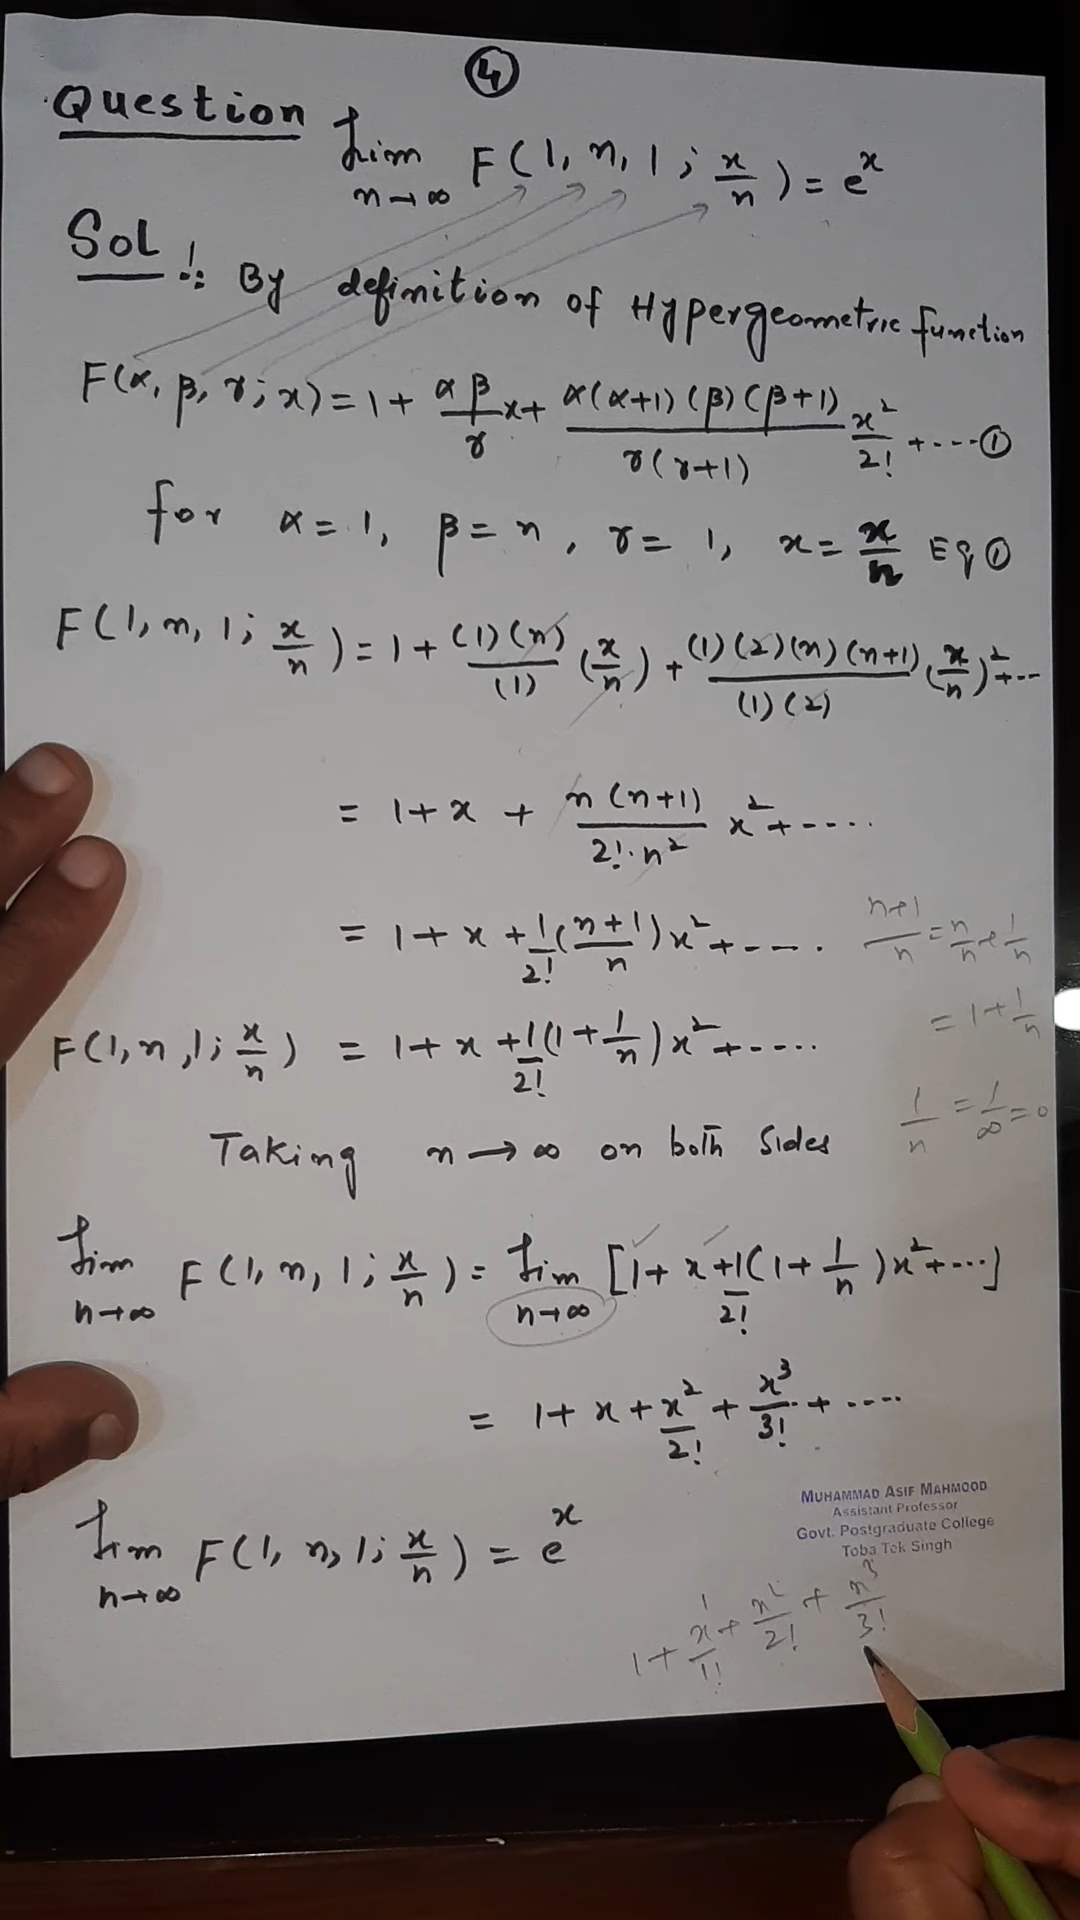 ④
Question Lim n→∞ F(1, n, 1; x/n) = e^x
Sol:. By definition of Hypergeometric function
F(α, β, γ; x) = 1 + αβ/γ x + α(α+1)(β)(β+1)/γ(γ+1) x²/2! + ---- ①
for α = 1, β = n, γ = 1, x = x/n Eq ①
F(1, n, 1; x/n) = 1 + (1)(n)/(1) (x/n) + (1)(2)(n)(n+1)/(1)(2) (x/n)² + --
= 1 + x + n(n+1)/2!·n² x² + ----
= 1 + x + 1/2! (n+1/n) x² + ---.
n+1/n = n/n + 1/n
= 1 + 1/n
F(1, n, 1; x/n) = 1 + x + 1/2! (1 + 1/n) x² + ----
1/n = 1/∞ = 0
Taking n → ∞ on both sides
Lim n→∞ F(1, n, 1; x/n) = Lim n→∞ [1 + x + 1/2! (1 + 1/n) x² + ---]
= 1 + x + x²/2! + x³/3! + ----
Lim n→∞ F(1, n, 1; x/n) = e^x
MUHAMMAD ASIF MAHMOOD
Assistant Professor
Govt. Postgraduate College
Toba Tek Singh
1 + x¹/1! + x²/2! + x³/3!